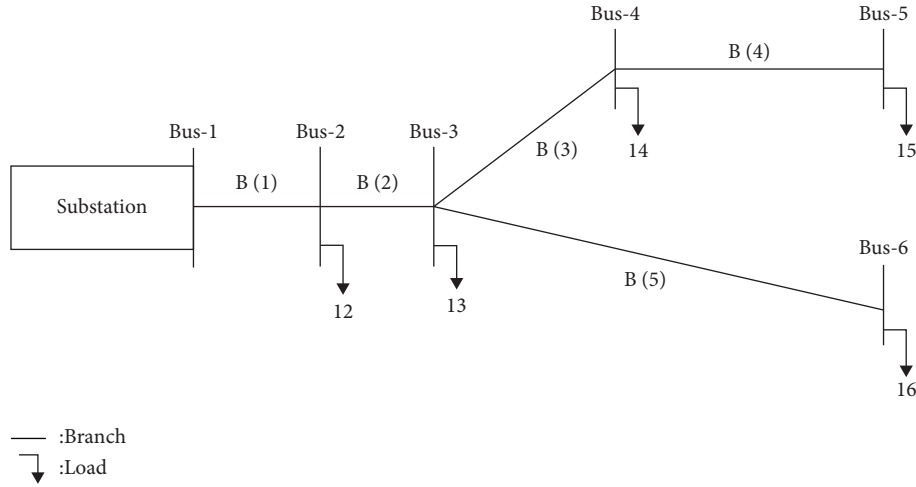 Bus-4
Bus-5
B (4)
Bus-1
Bus-2
Bus-3
B (3)
14
15
B (1)
B (2)
Substation
Bus-6
B (5)
12
13
16
:Branch
:Load